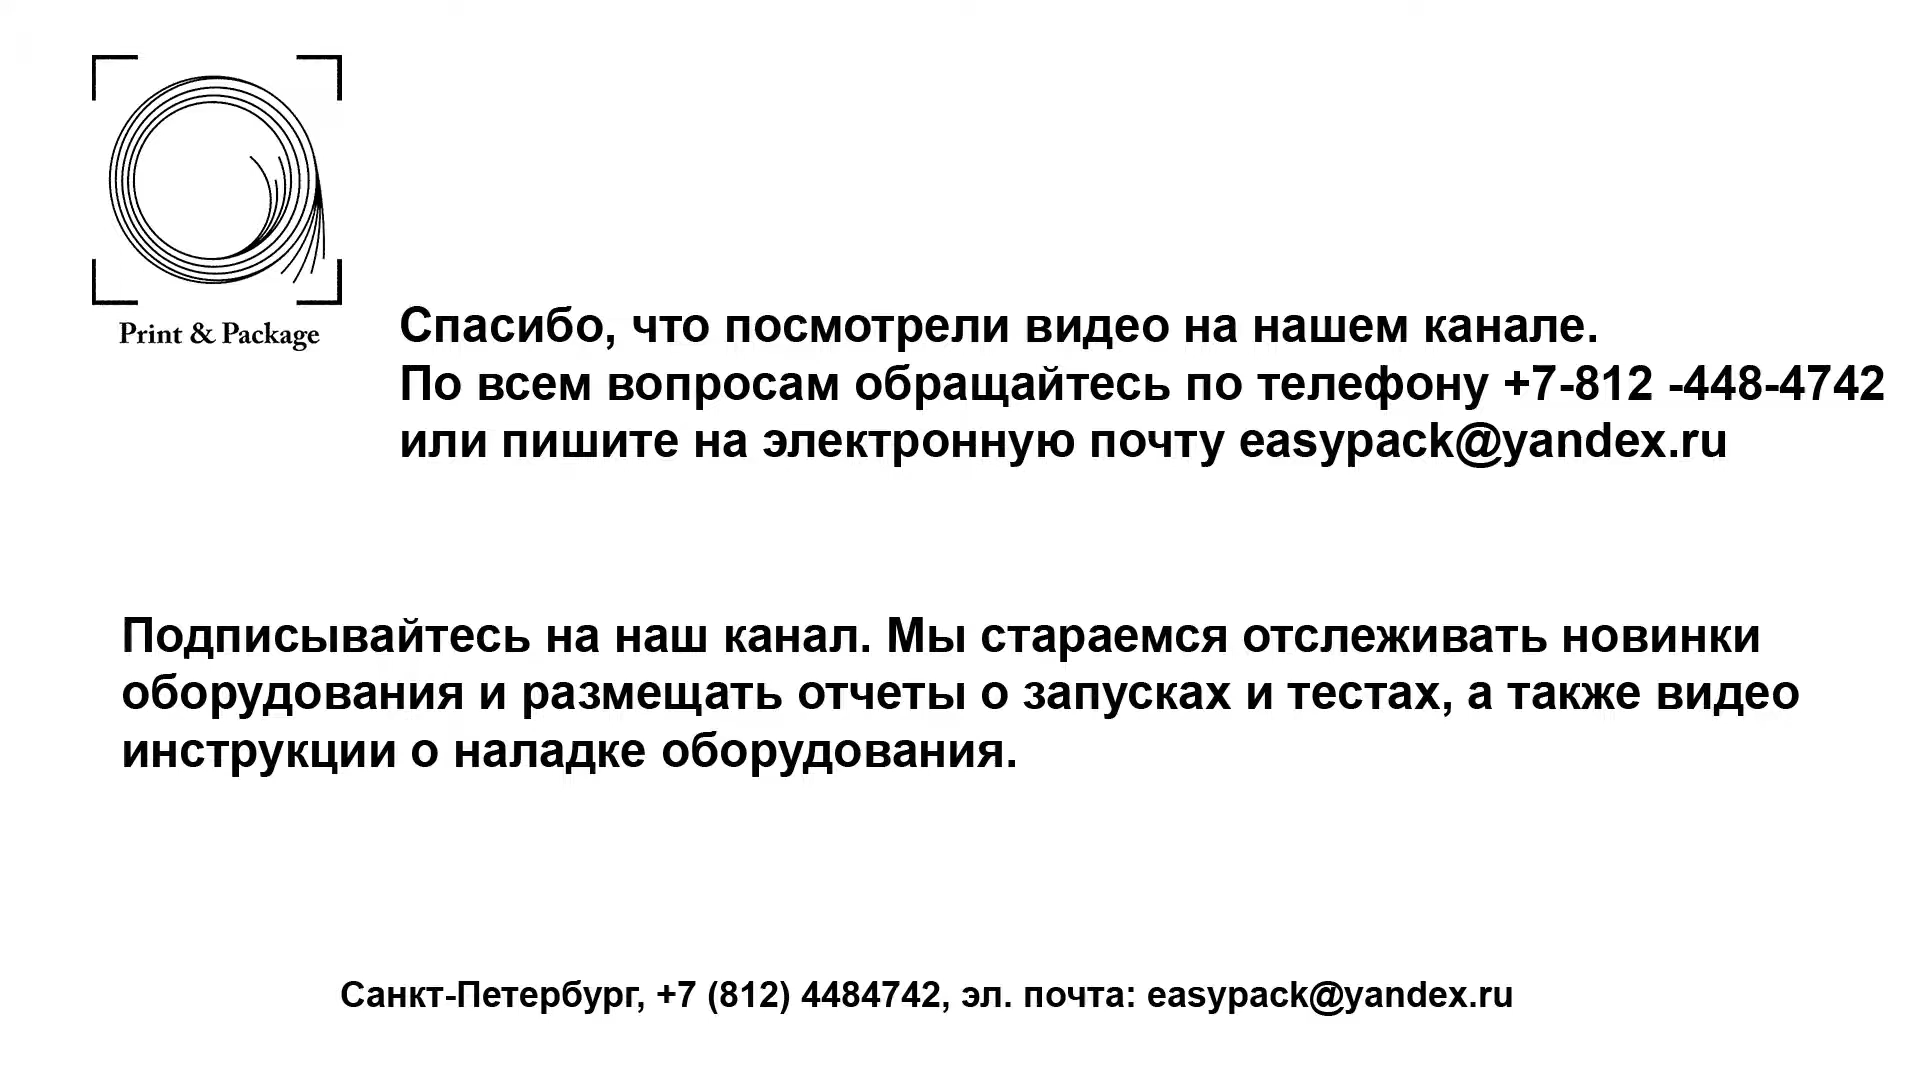 Print & Package
Спасибо, что посмотрели видео на нашем канале.
По всем вопросам обращайтесь по телефону +7-812 -448-4742
или пишите на электронную почту easypack@yandex.ru
Подписывайтесь на наш канал. Мы стараемся отслеживать новинки
оборудования и размещать отчеты о запусках и тестах, а также видео
инструкции о наладке оборудования.
Санкт-Петербург, +7 (812) 4484742, эл. почта: easypack@yandex.ru